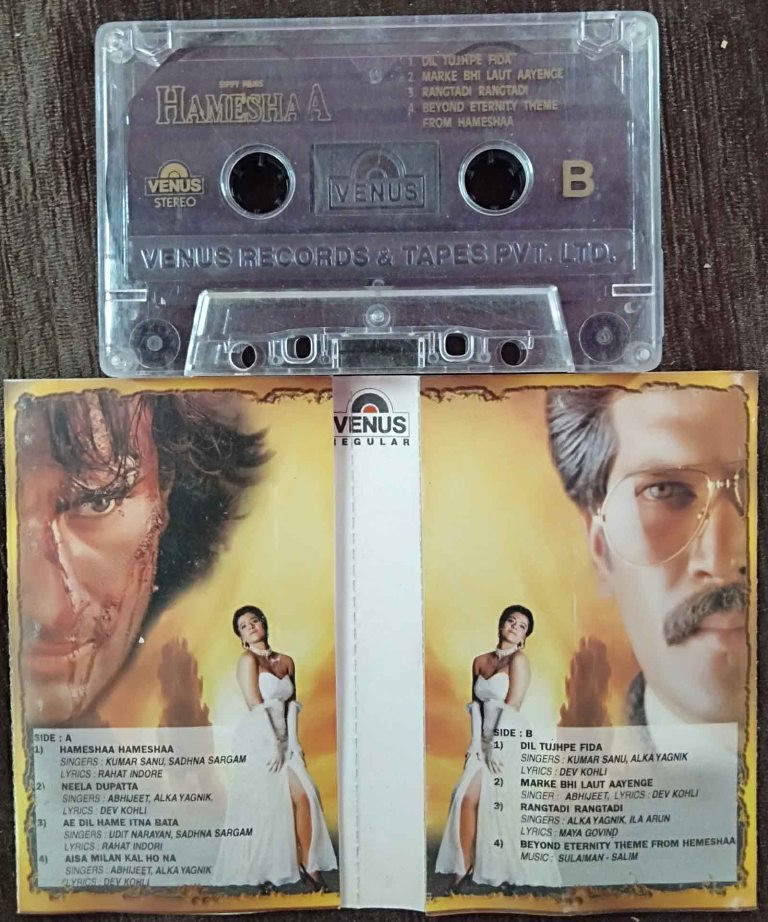 SIPPY FILMS
HAMESHAA
1. DIL TUJHPE FIDA
2. MARKE BHI LAUT AAYENGE
3. RANGTADI RANGTADI
4. BEYOND ETERNITY THEME
FROM HAMESHAA
VENUS
STEREO
VENUS
B
VENUS RECORDS & TAPES PVT. LTD.
VENUS
REGULAR
SIDE : A
1) HAMESHAA HAMESHAA
SINGERS : KUMAR SANU, SADHNA SARGAM
LYRICS : RAHAT INDORE
2) NEELA DUPATTA
SINGERS : ABHIJEET, ALKA YAGNIK,
LYRICS : DEV KOHLI
3) AE DIL HAME ITNA BATA
SINGERS : UDIT NARAYAN, SADHNA SARGAM
LYRICS : RAHAT INDORI
4) AISA MILAN KAL HO NA
SINGERS : ABHIJEET, ALKA YAGNIK
LYRICS : DEV KOHLI
SIDE : B
1) DIL TUJHPE FIDA
SINGERS : KUMAR SANU, ALKA YAGNIK
LYRICS : DEV KOHLI
2) MARKE BHI LAUT AAYENGE
SINGER : ABHIJEET, LYRICS : DEV KOHLI
3) RANGTADI RANGTADI
SINGERS : ALKA YAGNIK, ILA ARUN
LYRICS : MAYA GOVIND
4) BEYOND ETERNITY THEME FROM HEMESHAA
MUSIC : SULAIMAN - SALIM